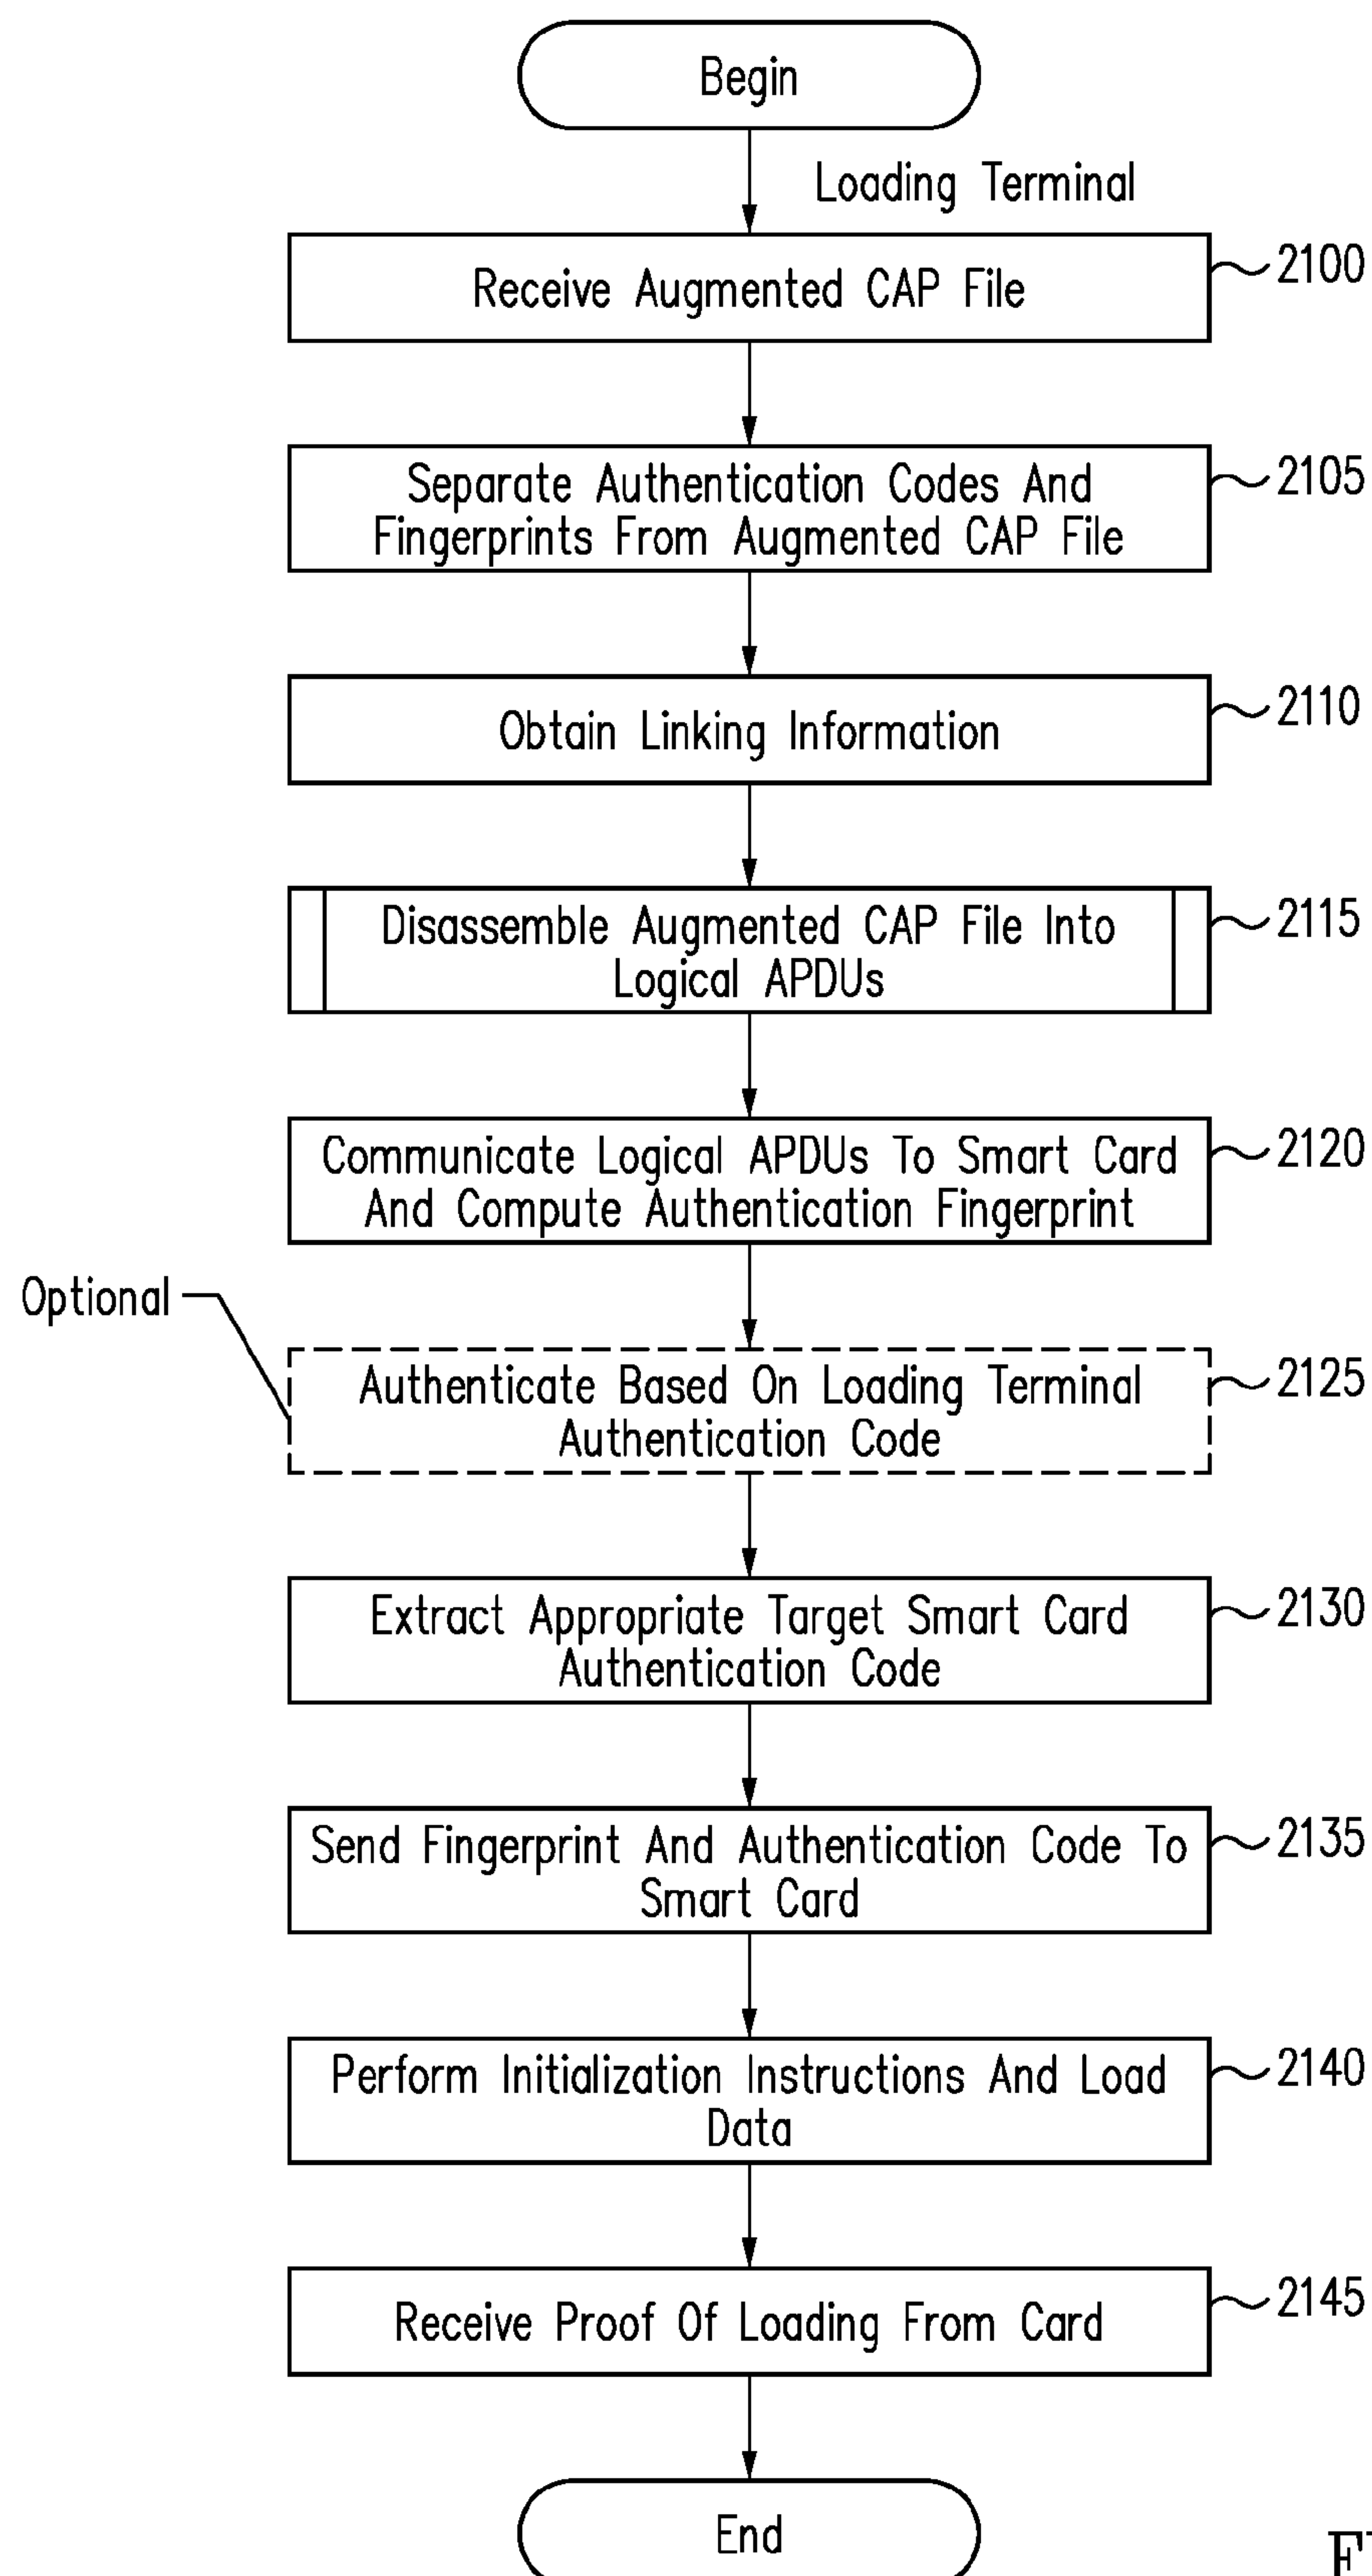 Begin
Loading Terminal
Receive Augmented CAP File
2100
Separate Authentication Codes And
Fingerprints From Augmented CAP File
2105
Obtain Linking Information
2110
Disassemble Augmented CAP File Into
Logical APDUs
2115
Communicate Logical APDUs To Smart Card
And Compute Authentication Fingerprint
2120
Optional
Authenticate Based On Loading Terminal
Authentication Code
2125
Extract Appropriate Target Smart Card
Authentication Code
2130
Send Fingerprint And Authentication Code To
Smart Card
2135
Perform Initialization Instructions And Load
Data
2140
Receive Proof Of Loading From Card
2145
End